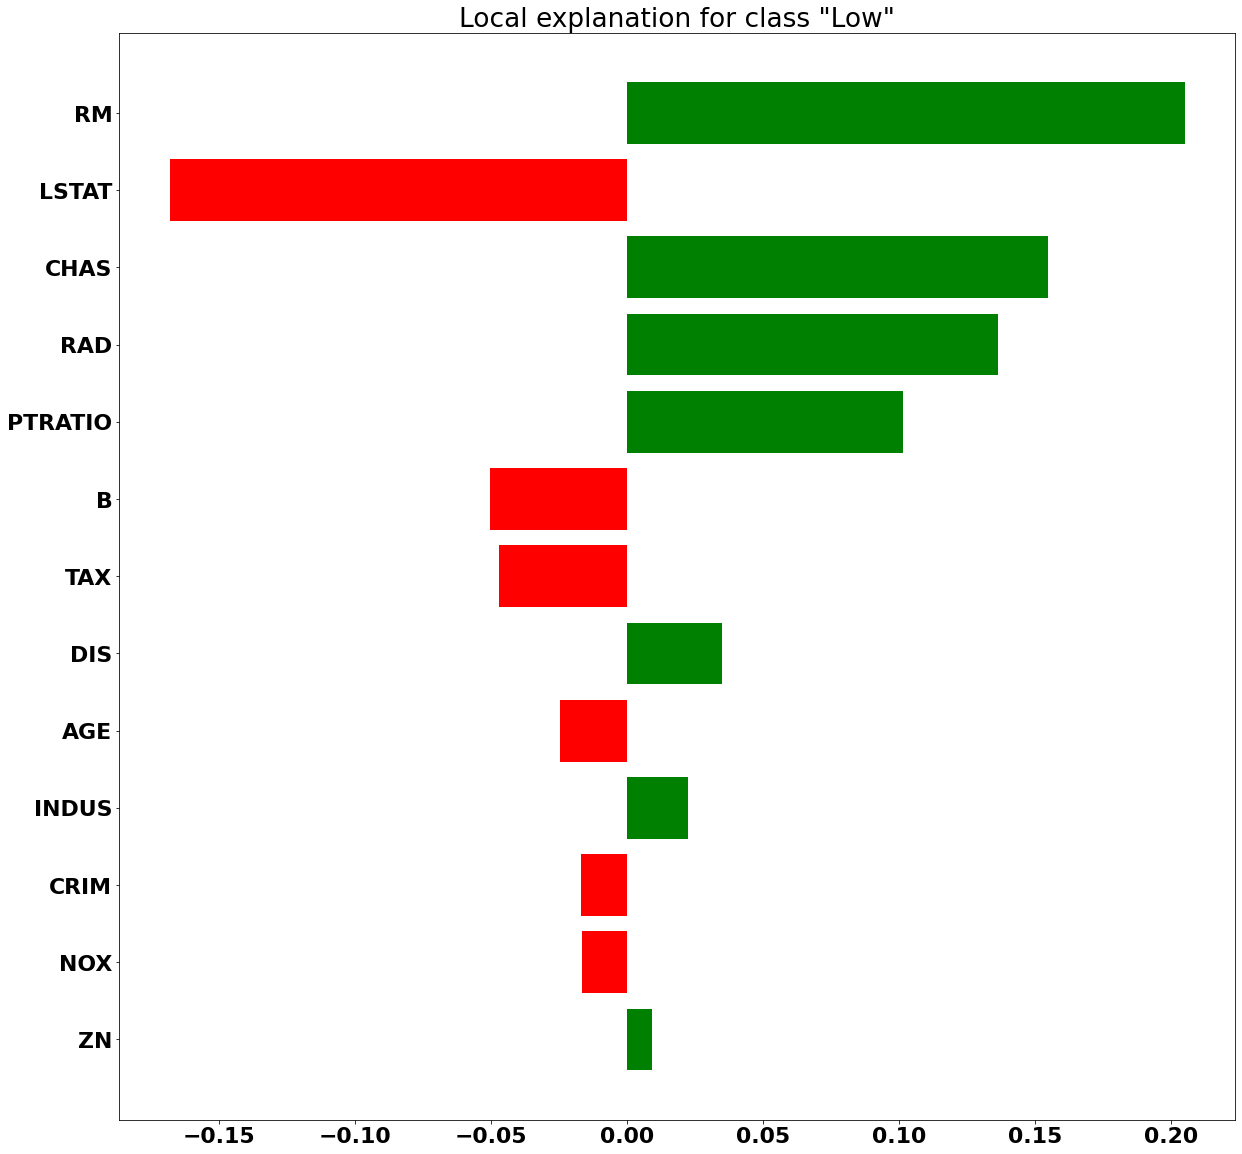 Local explanation for class "Low"
RM
LSTAT
CHAS
RAD
PTRATIO
B
TAX
DIS
AGE
INDUS
CRIM
NOX
ZN
−0.15 −0.10 −0.05 0.00 0.05 0.10 0.15 0.20